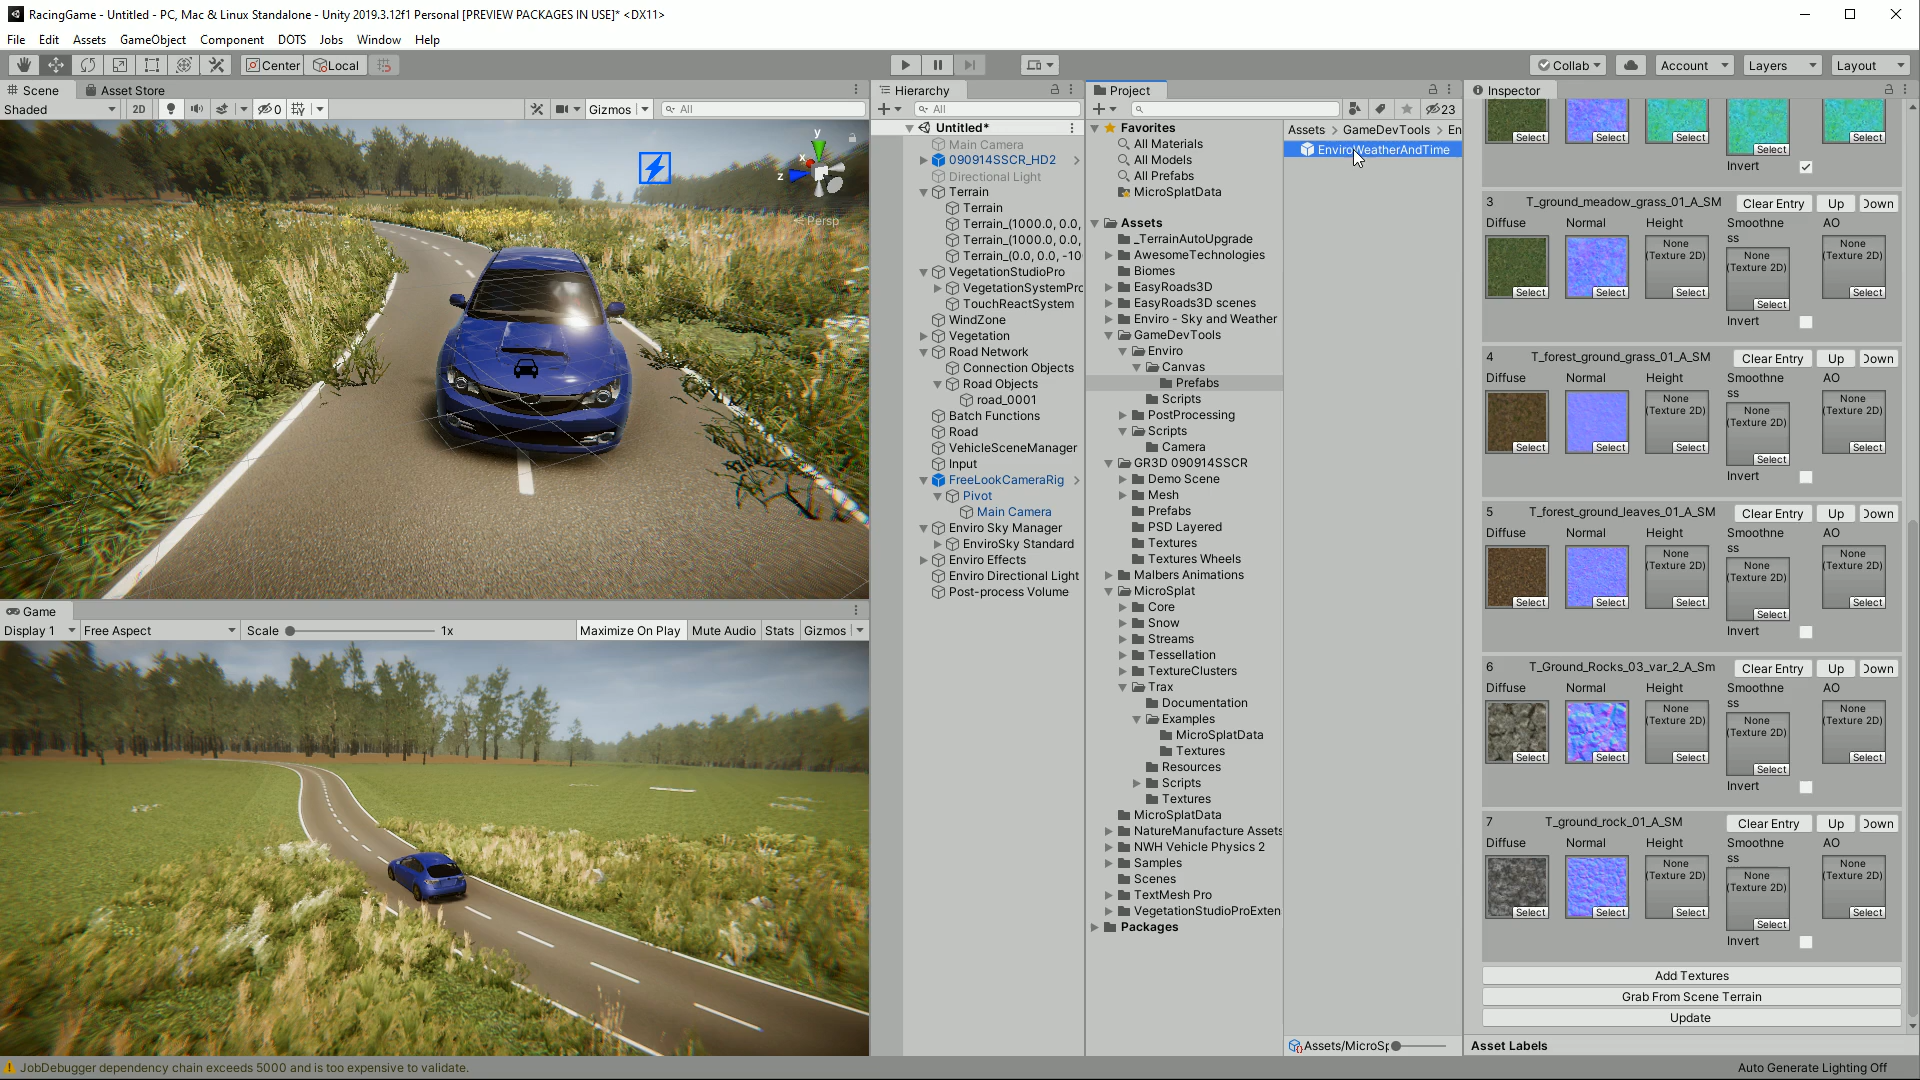 RacingGame - Untitled - PC, Mac & Linux Standalone - Unity 2019.3.12f1 Personal [PREVIEW PACKAGES IN USE]* <DX11>
File Edit Assets GameObject Component DOTS Jobs Window Help
Center Local Collab Account Layers Layout
Scene Asset Store
Shaded 2D 0 Gizmos All
y
x
z
Persp
Game
Display 1 Free Aspect Scale 1x Maximize On Play Mute Audio Stats Gizmos
Hierarchy
All
Untitled*
Main Camera
090914SSCR_HD2
Directional Light
Terrain
Terrain
Terrain_(1000.0, 0.0,
Terrain_(1000.0, 0.0,
Terrain_(0.0, 0.0, -10
VegetationStudioPro
VegetationSystemPro
TouchReactSystem
WindZone
Vegetation
Road Network
Connection Objects
Road Objects
road_0001
Batch Functions
Road
VehicleSceneManager
Input
FreeLookCameraRig
Pivot
Main Camera
Enviro Sky Manager
EnviroSky Standard
Enviro Effects
Enviro Directional Light
Post-process Volume
Project
23
Favorites
All Materials
All Models
All Prefabs
MicroSplatData
Assets
_TerrainAutoUpgrade
AwesomeTechnologies
Biomes
EasyRoads3D
EasyRoads3D scenes
Enviro - Sky and Weather
GameDevTools
Enviro
Canvas
Prefabs
Scripts
PostProcessing
Scripts
Camera
GR3D 090914SSCR
Demo Scene
Mesh
Prefabs
PSD Layered
Textures
Textures Wheels
Malbers Animations
MicroSplat
Core
Snow
Streams
Tessellation
TextureClusters
Trax
Documentation
Examples
MicroSplatData
Textures
Resources
Scripts
Textures
MicroSplatData
NatureManufacture Assets
NWH Vehicle Physics 2
Samples
Scenes
TextMesh Pro
VegetationStudioProExten
Packages
Assets > GameDevTools > En
EnviroWeatherAndTime
Assets/MicroSp
Inspector
Select Select Select Select Select
Invert
3 T_ground_meadow_grass_01_A_SM Clear Entry Up Down
Diffuse Normal Height Smoothne
ss AO
None
(Texture 2D) None
(Texture 2D) None
(Texture 2D)
Select Select Select Select Select
Invert
4 T_forest_ground_grass_01_A_SM Clear Entry Up Down
Diffuse Normal Height Smoothne
ss AO
None
(Texture 2D) None
(Texture 2D) None
(Texture 2D)
Select Select Select Select Select
Invert
5 T_forest_ground_leaves_01_A_SM Clear Entry Up Down
Diffuse Normal Height Smoothne
ss AO
None
(Texture 2D) None
(Texture 2D) None
(Texture 2D)
Select Select Select Select Select
Invert
6 T_Ground_Rocks_03_var_2_A_Sm Clear Entry Up Down
Diffuse Normal Height Smoothne
ss AO
None
(Texture 2D) None
(Texture 2D) None
(Texture 2D)
Select Select Select Select Select
Invert
7 T_ground_rock_01_A_SM Clear Entry Up Down
Diffuse Normal Height Smoothne
ss AO
None
(Texture 2D) None
(Texture 2D) None
(Texture 2D)
Select Select Select Select Select
Invert
Add Textures
Grab From Scene Terrain
Update
Asset Labels
JobDebugger dependency chain exceeds 5000 and is too expensive to validate.
Auto Generate Lighting Off